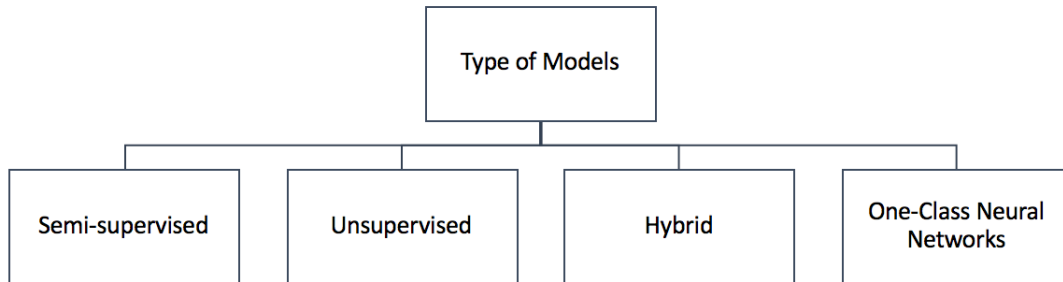 Type of Models
Semi-supervised
Unsupervised
Hybrid
One-Class Neural
Networks